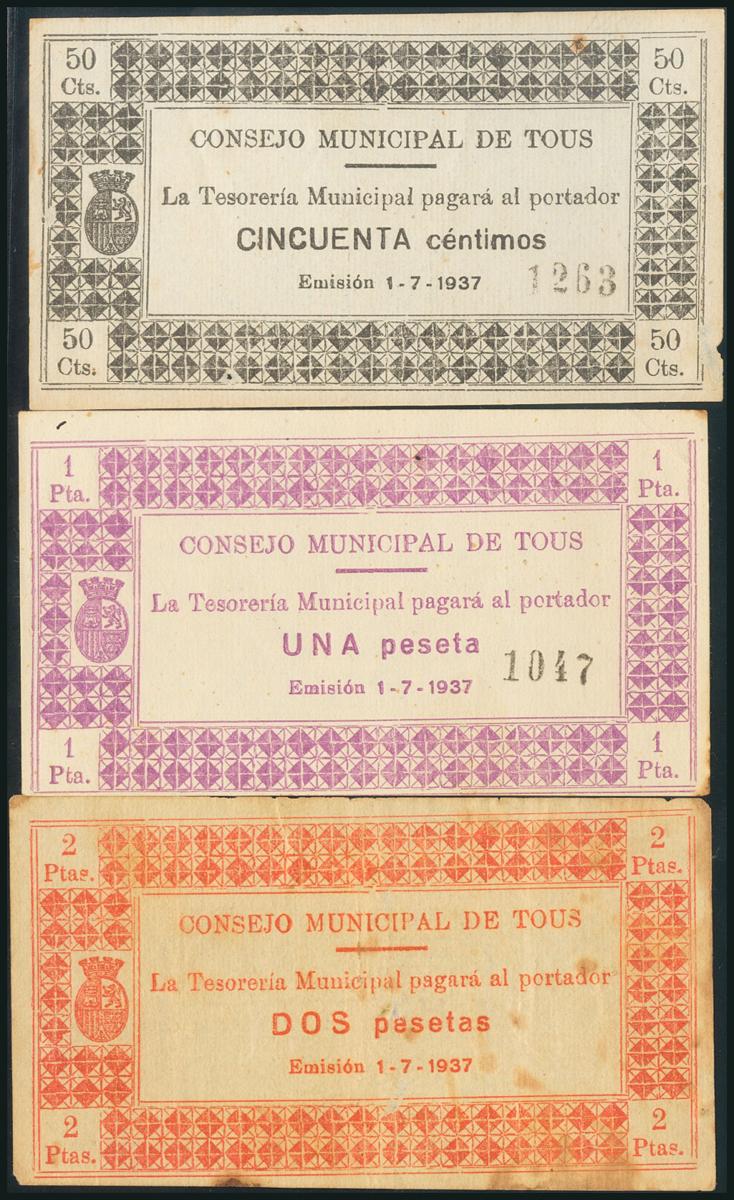 50 Cts. 50 Cts.
CONSEJO MUNICIPAL DE TOUS
La Tesorería Municipal pagará al portador
CINCUENTA céntimos
Emisión 1-7-1937 1263
50 Cts. 50 Cts.
1 Pta. 1 Pta.
CONSEJO MUNICIPAL DE TOUS
La Tesorería Municipal pagará al portador
UNA peseta
Emisión 1-7-1937 1047
1 Pta. 1 Pta.
2 Ptas. 2 Ptas.
CONSEJO MUNICIPAL DE TOUS
La Tesorería Municipal pagará al portador
DOS pesetas
Emisión 1-7-1937
2 Ptas. 2 Ptas.